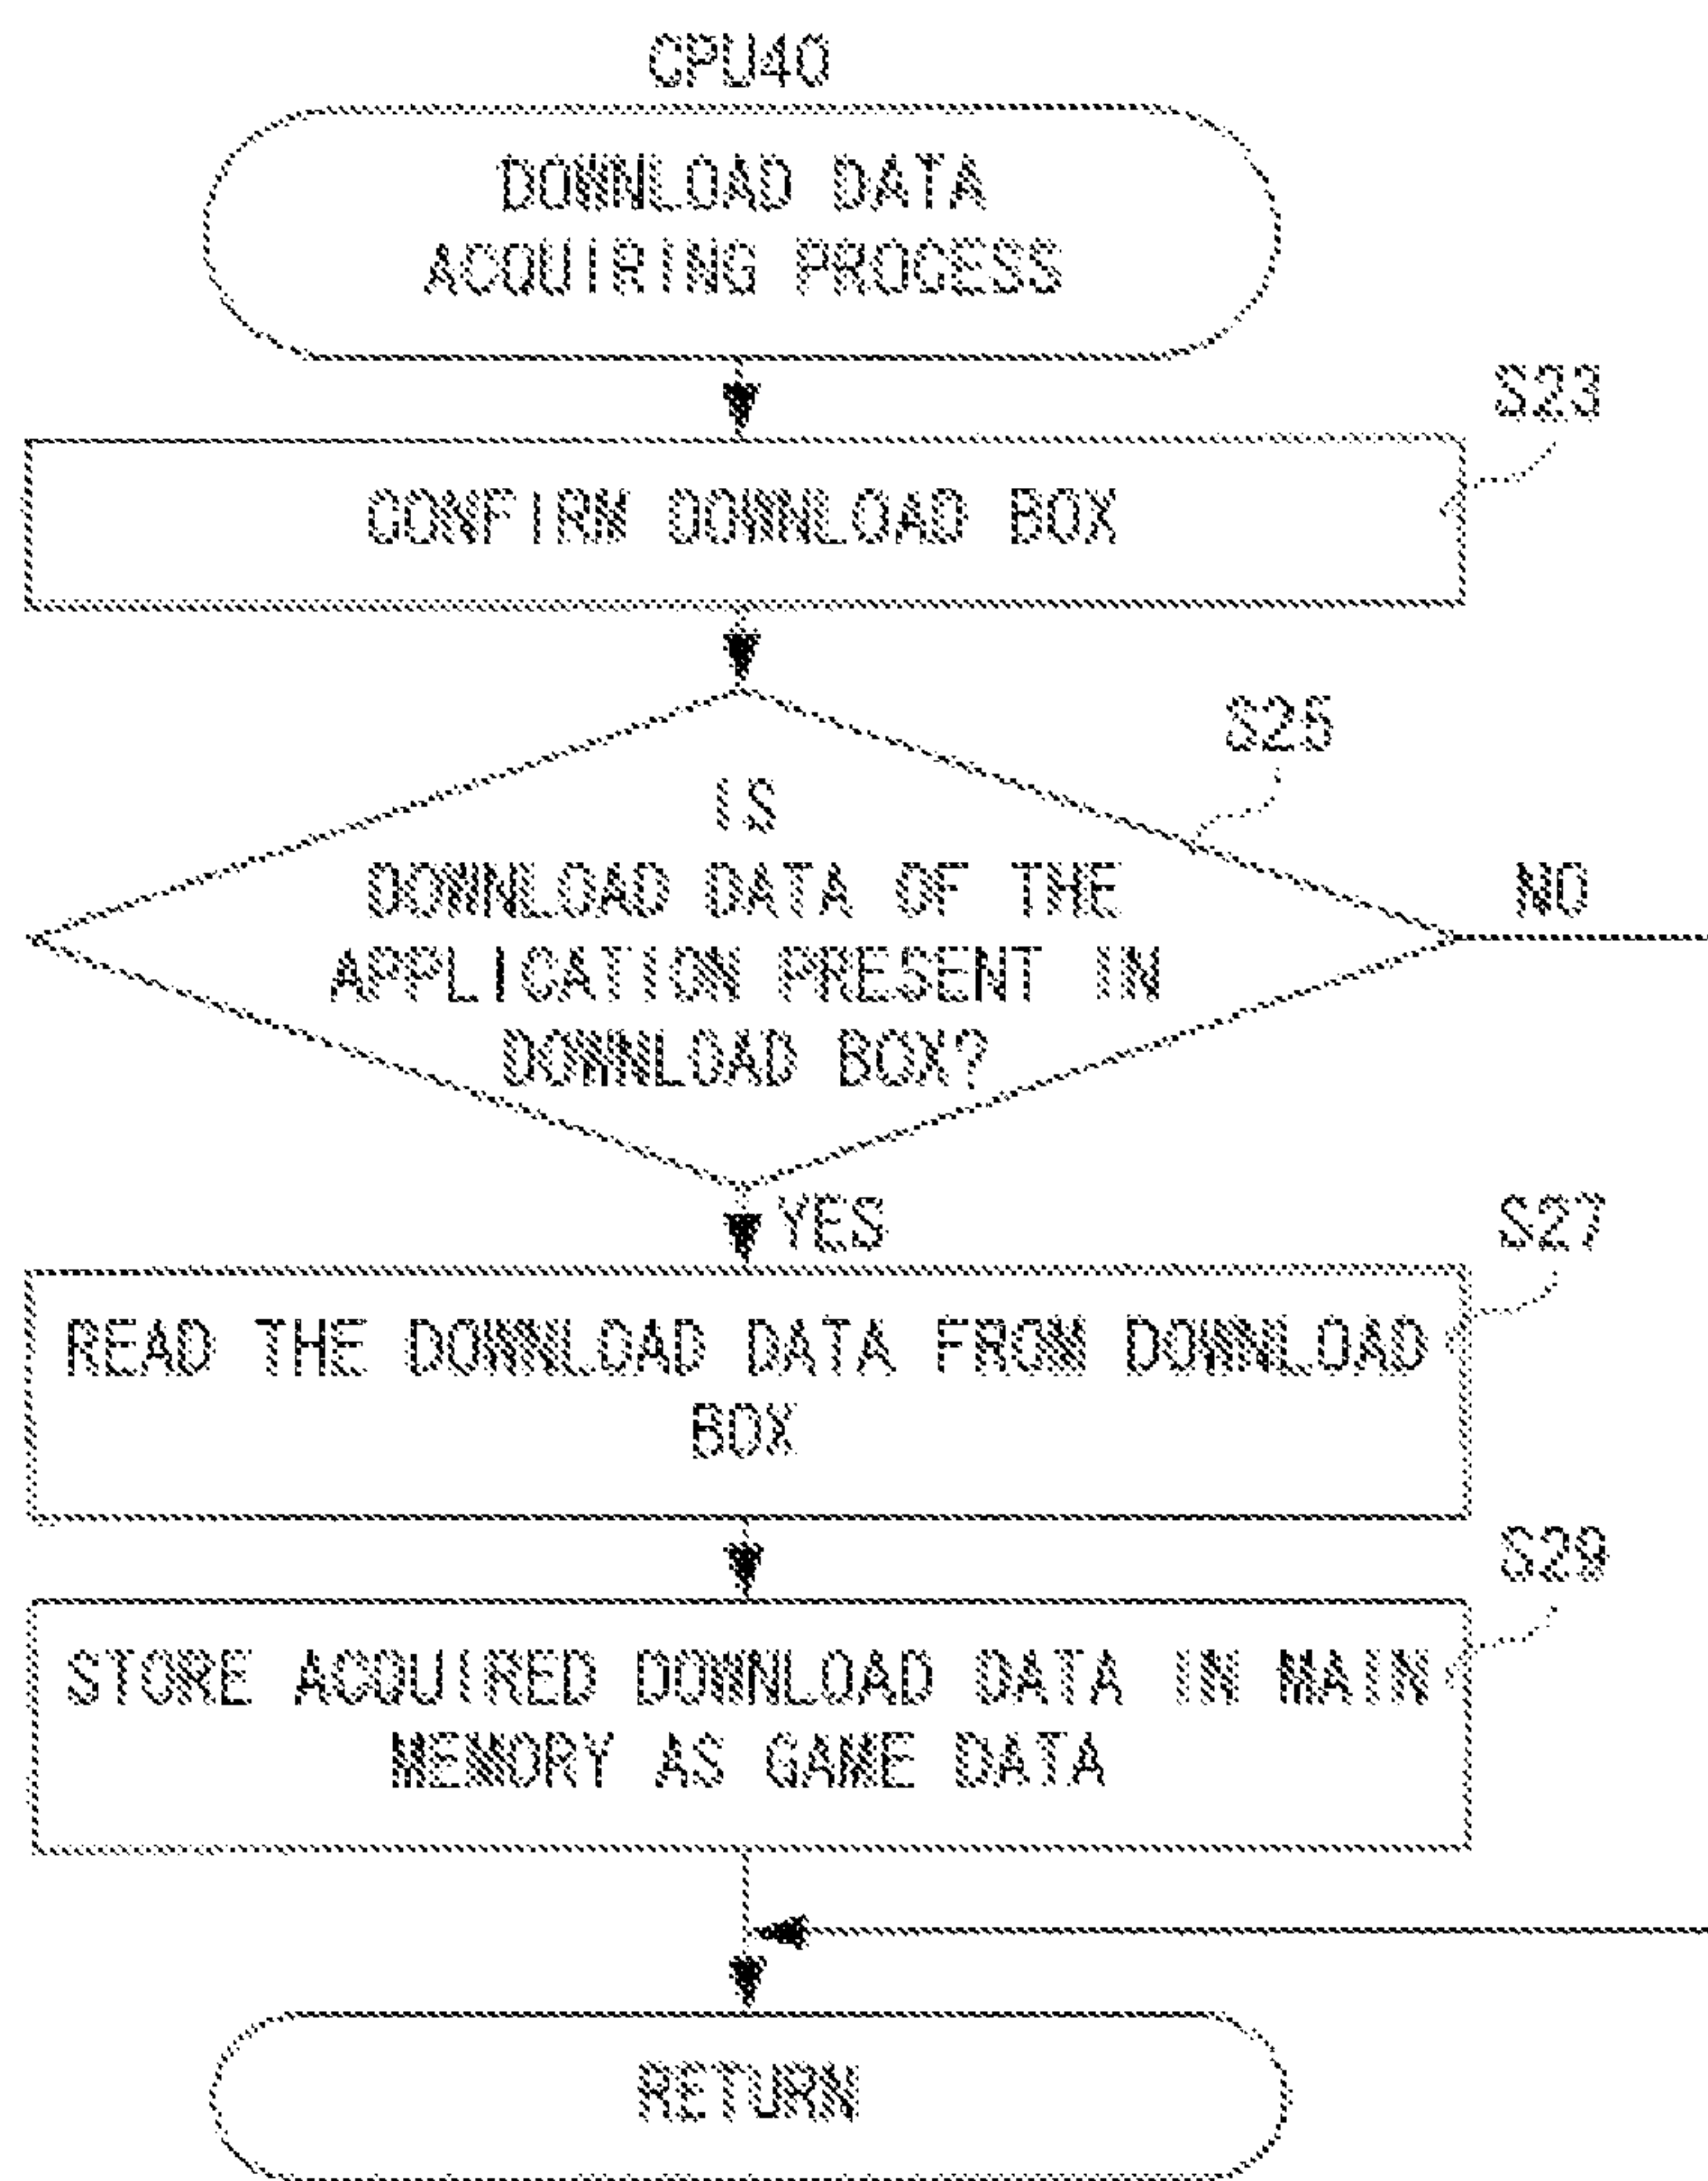 CPU40
DOWNLOAD DATA
ACQUIRING PROCESS
S23
CONFIRM DOWNLOAD BOX
S25
IS
DOWNLOAD DATA OF THE
APPLICATION PRESENT IN
DOWNLOAD BOX?
NO
YES
S27
READ THE DOWNLOAD DATA FROM DOWNLOAD
BOX
S29
STORE ACQUIRED DOWNLOAD DATA IN MAIN
MEMORY AS GAME DATA
RETURN